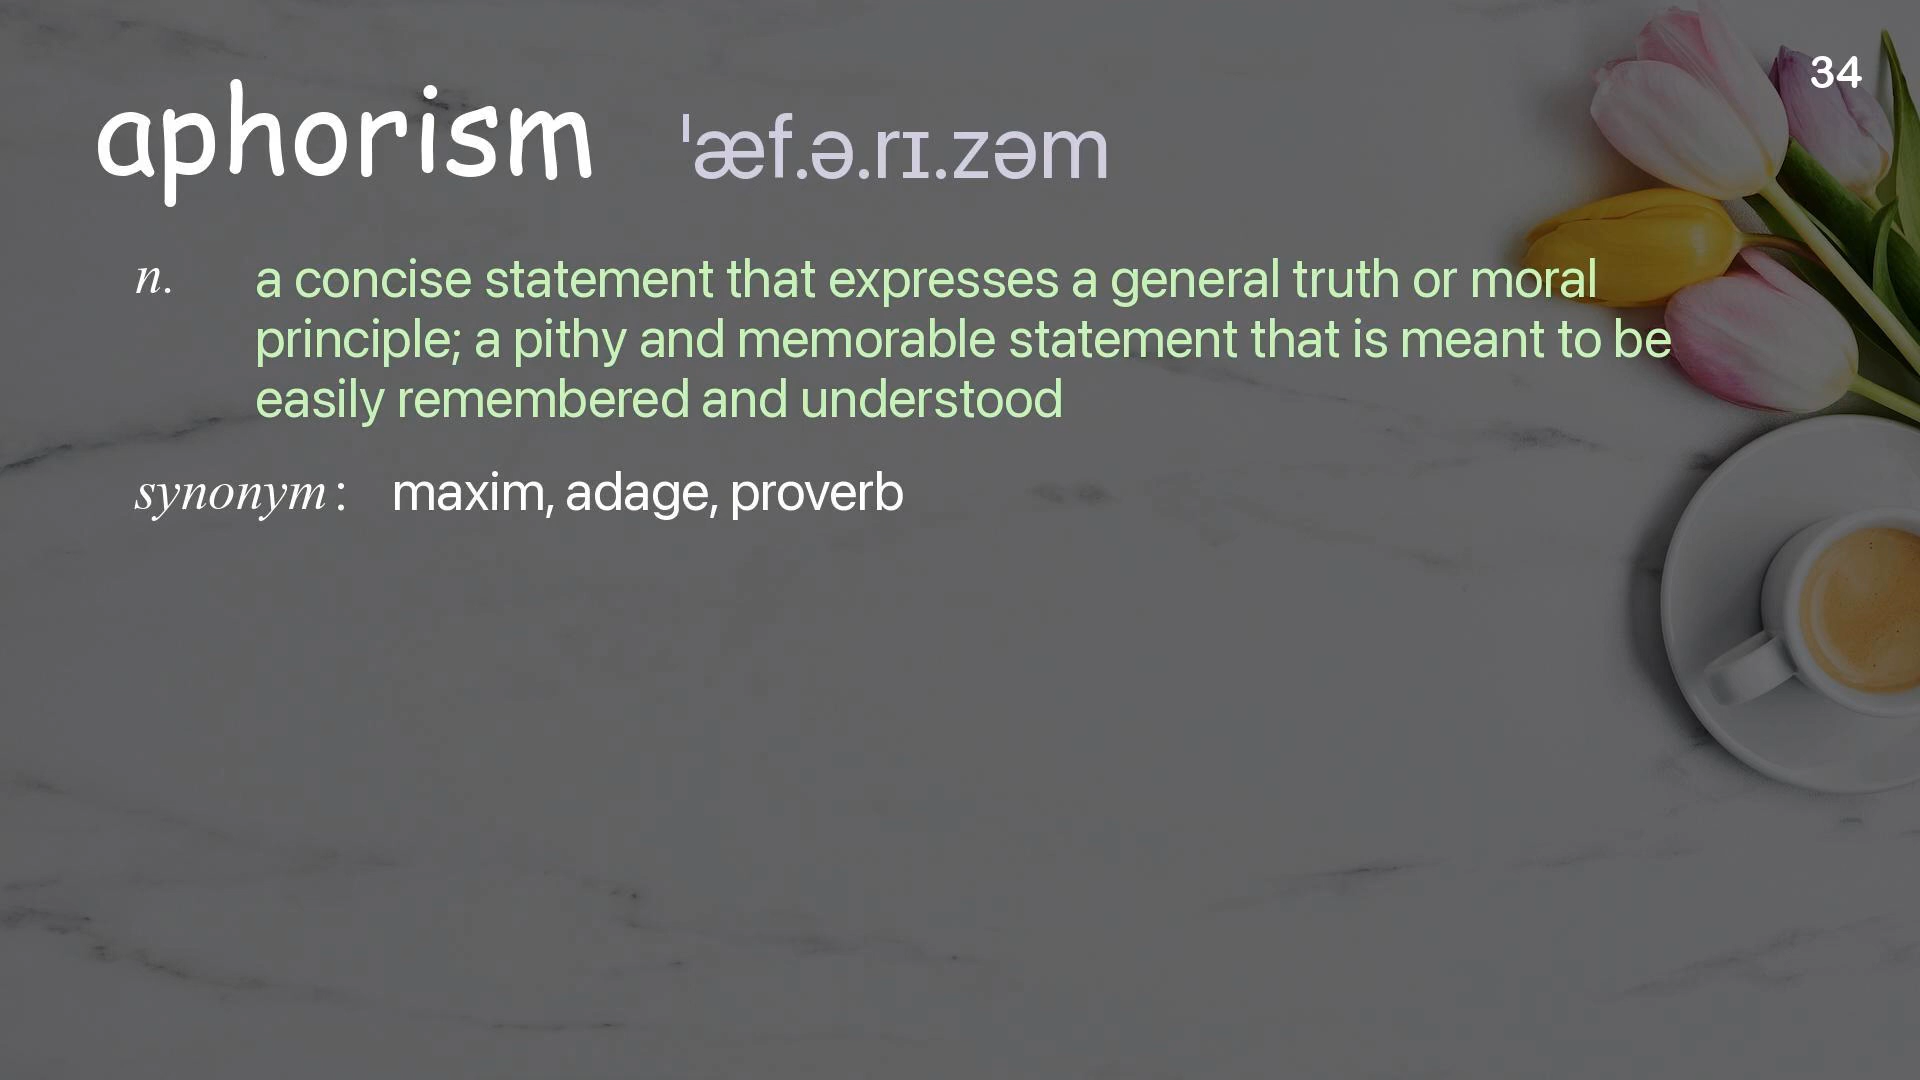 34
aphorism ˈæf.ə.rɪ.zəm
n. a concise statement that expresses a general truth or moral
principle; a pithy and memorable statement that is meant to be
easily remembered and understood
synonym: maxim, adage, proverb